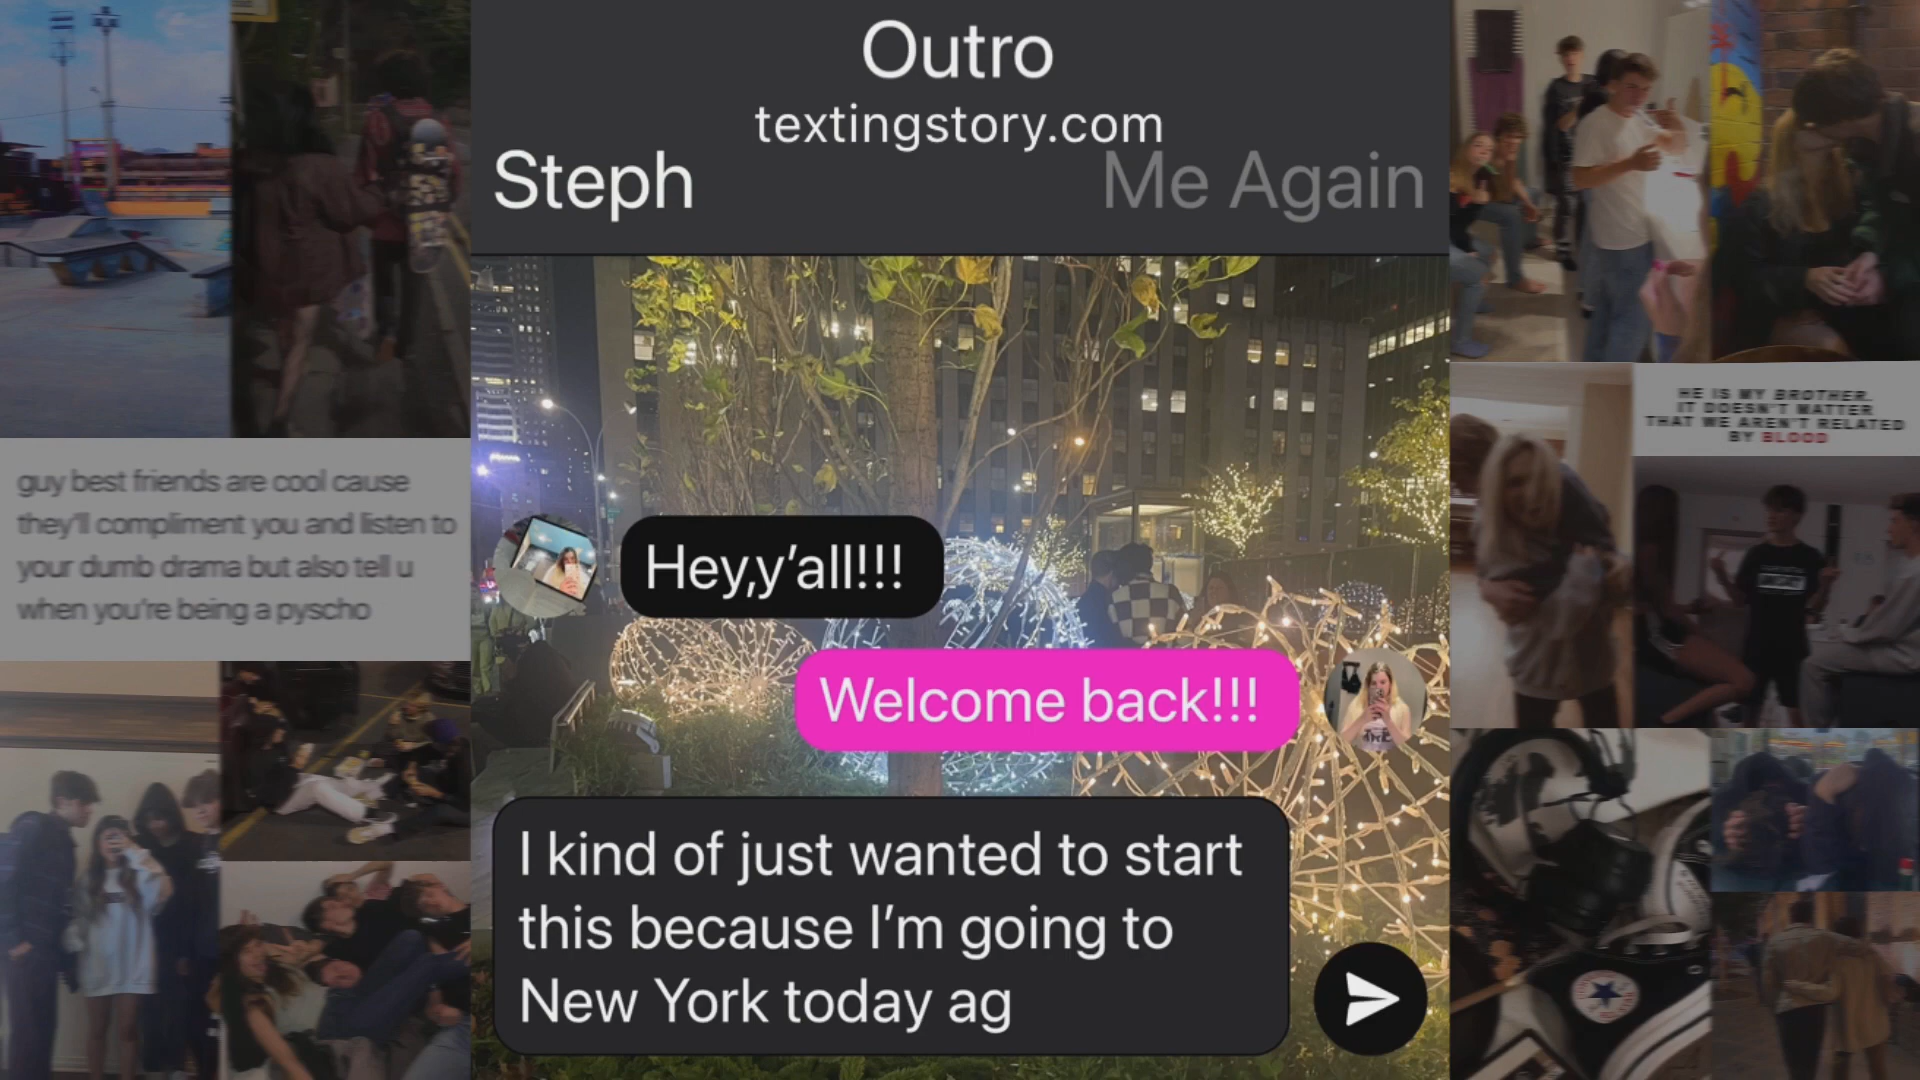 Outro
textingstory.com
Steph
Me Again
Hey,y’all!!!
Welcome back!!!
I kind of just wanted to start
this because I’m going to
New York today ag
guy best friends are cool cause
they'll compliment you and listen to
your dumb drama but also tell u
when you're being a pyscho
HE IS MY BROTHER.
IT DOESN'T MATTER
THAT WE AREN'T RELATED
BY BLOOD